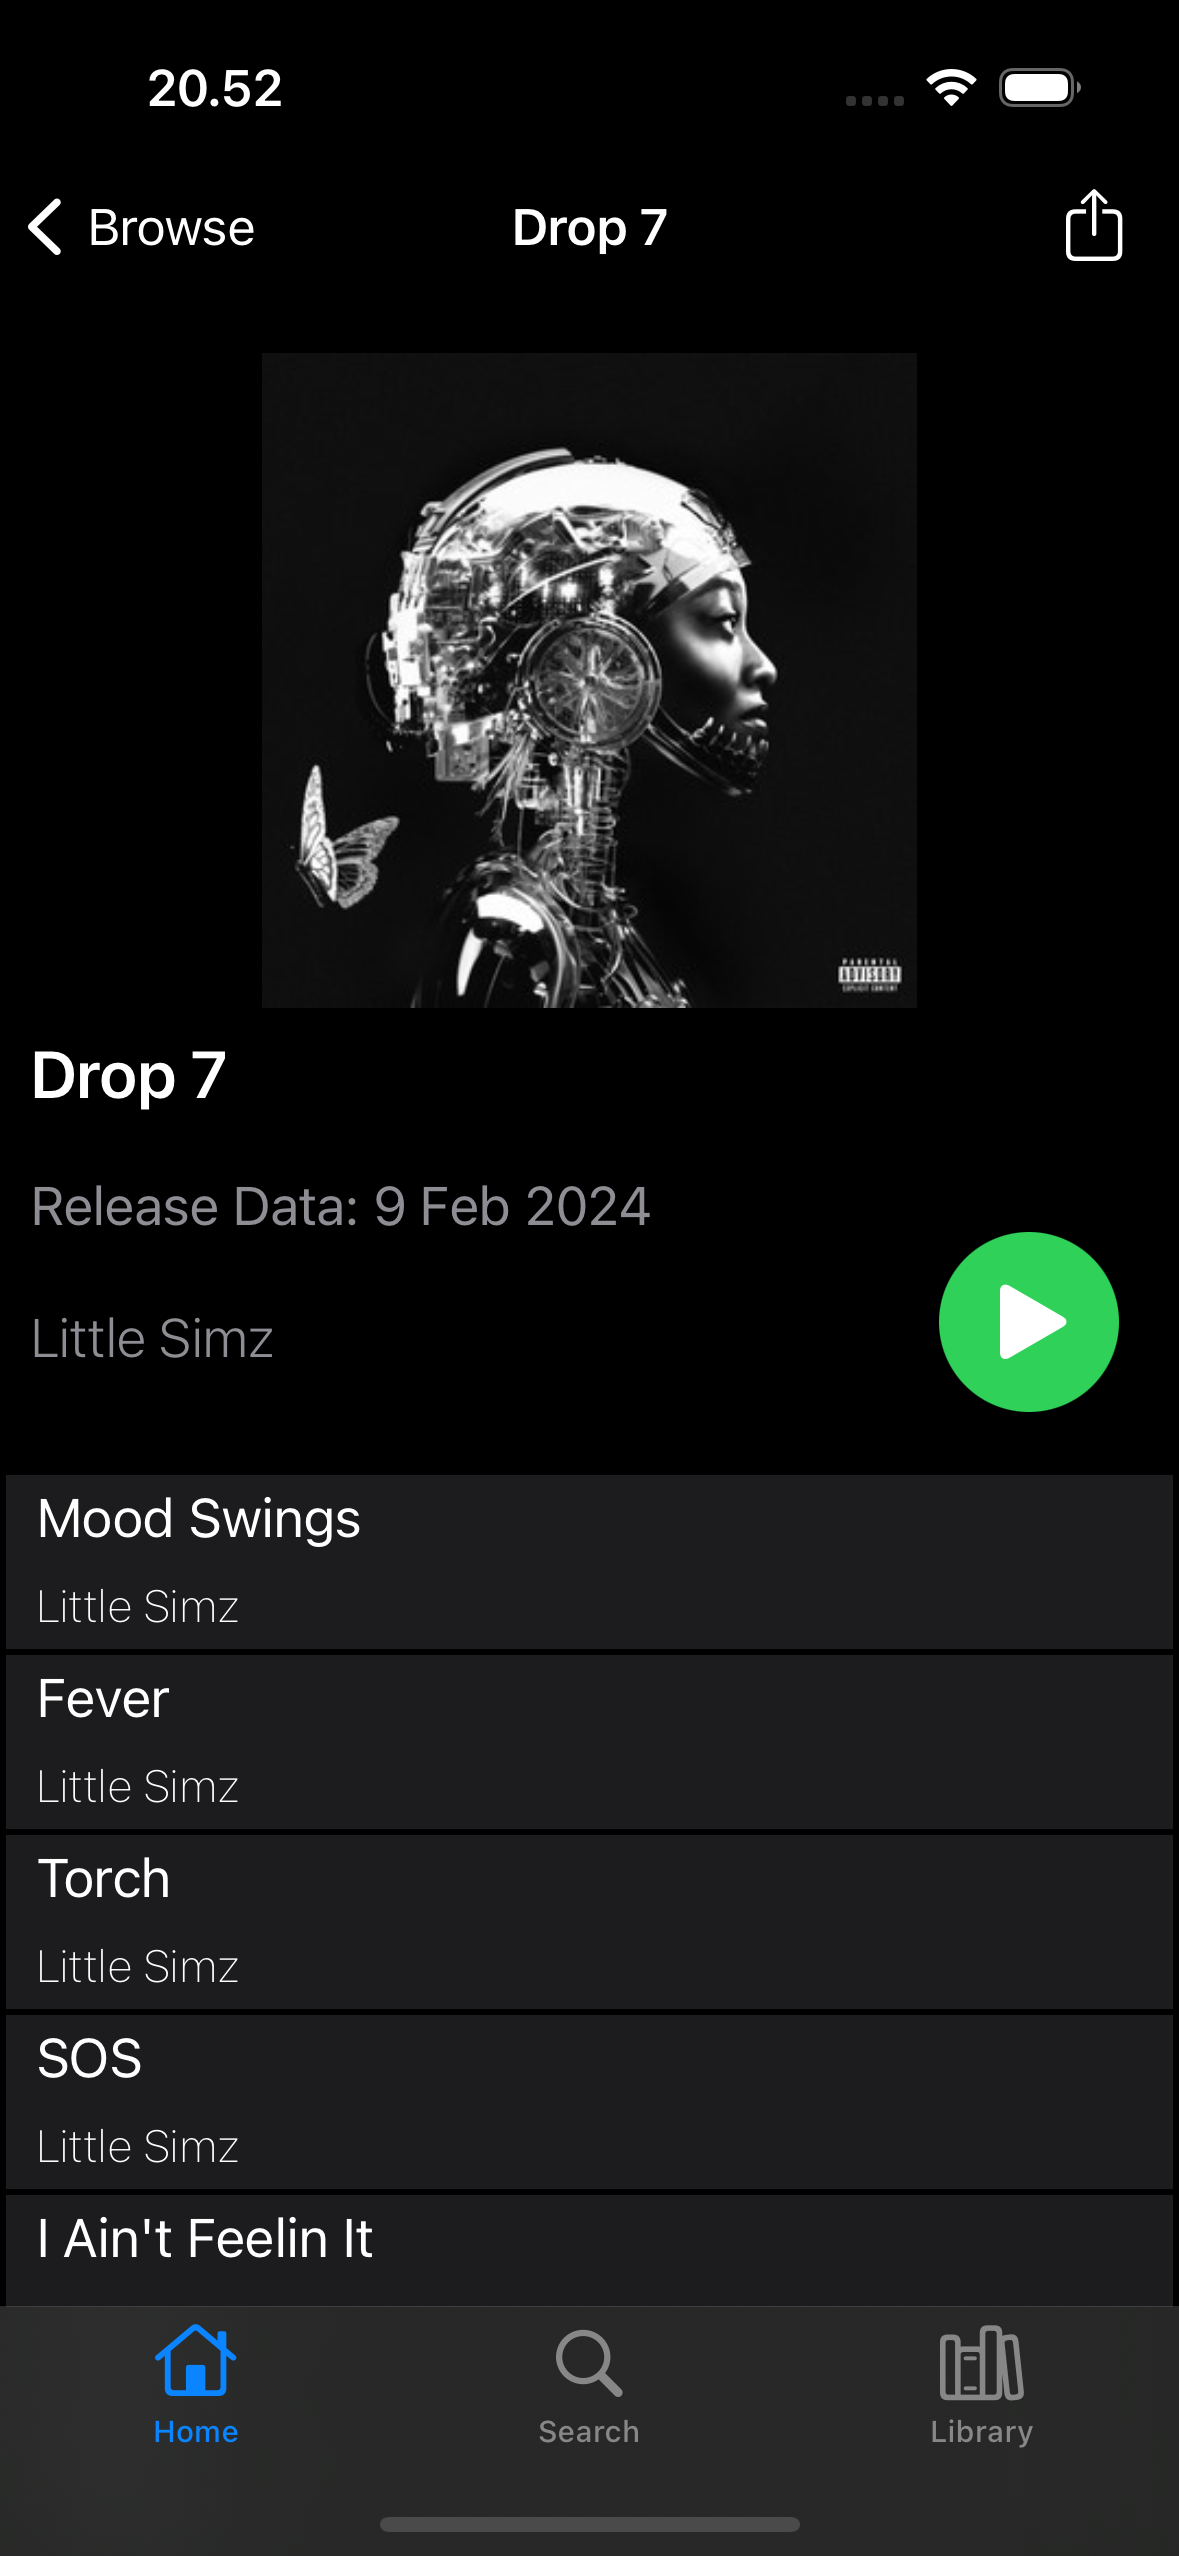 20.52
Browse
Drop 7
PARENTAL
ADVISORY
EXPLICIT CONTENT
Drop 7
Release Data: 9 Feb 2024
Little Simz
Mood Swings
Little Simz
Fever
Little Simz
Torch
Little Simz
SOS
Little Simz
I Ain't Feelin It
Home
Search
Library